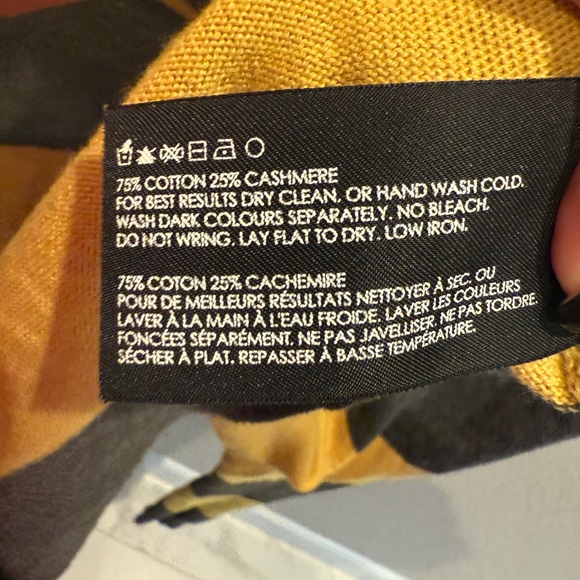 75% COTTON 25% CASHMERE
FOR BEST RESULTS DRY CLEAN. OR HAND WASH COLD.
WASH DARK COLOURS SEPARATELY. NO BLEACH.
DO NOT WRING. LAY FLAT TO DRY. LOW IRON.
75% COTON 25% CACHEMIRE
POUR DE MEILLEURS RÉSULTATS NETTOYER À SEC. OU
LAVER À LA MAIN À L'EAU FROIDE. LAVER LES COULEURS
FONCÉES SÉPARÉMENT. NE PAS JAVELLISER. NE PAS TORDRE.
SÉCHER À PLAT. REPASSER À BASSE TEMPÉRATURE.